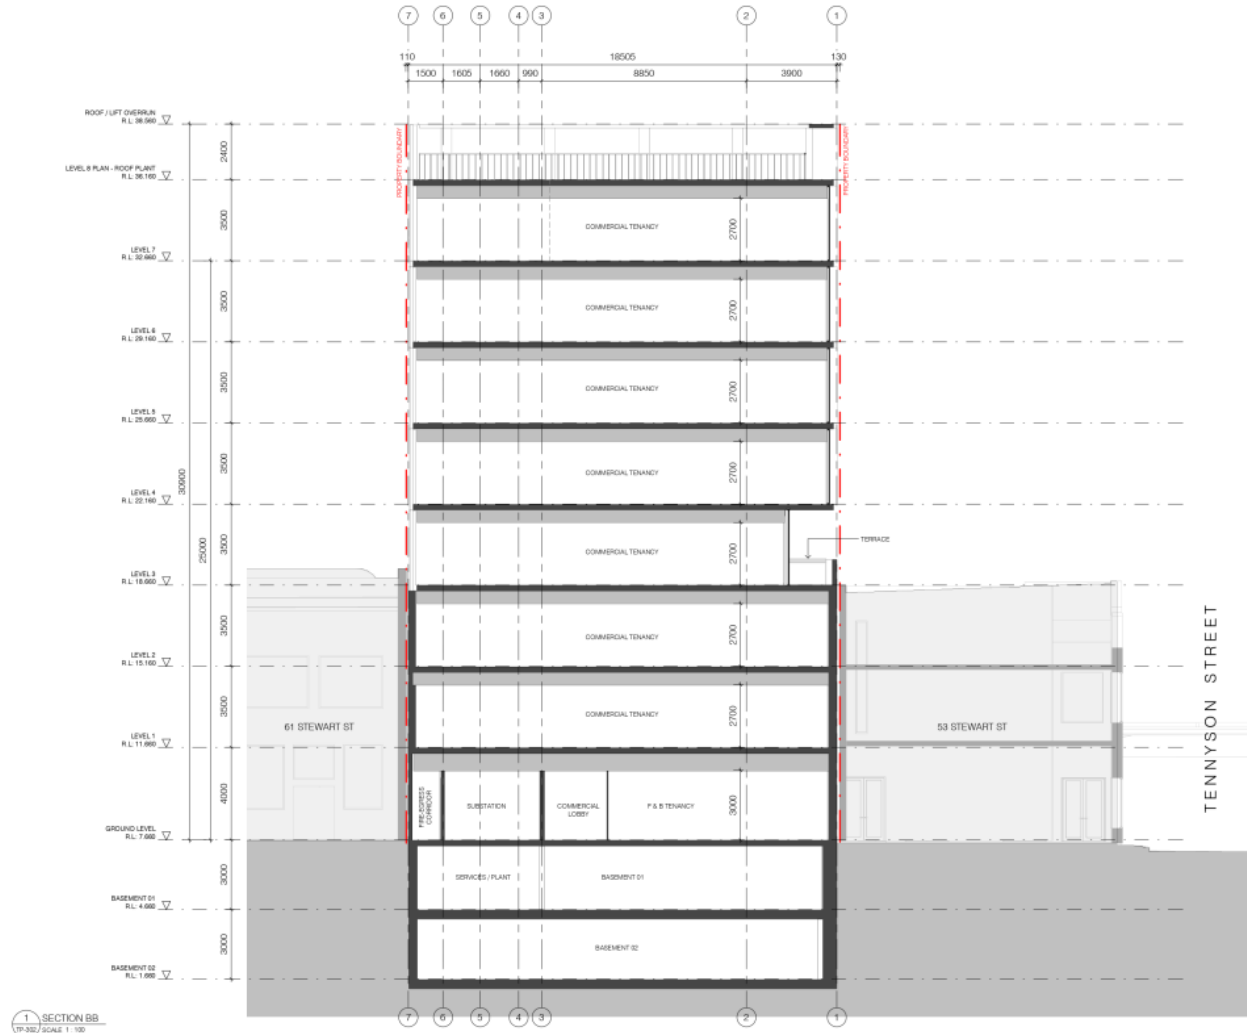 7 6 5 4 3 2 1
110 18505 130
1500 1605 1660 990 8850 3900
ROOF / LIFT OVERRUN
R.L: 38.560
2400
PROPERTY BOUNDARY
PROPERTY BOUNDARY
LEVEL 8 PLAN - ROOF PLANT
R.L: 36.160
3500
COMMERCIAL TENANCY
2700
LEVEL 7
R.L: 32.660
3500
COMMERCIAL TENANCY
2700
LEVEL 6
R.L: 29.160
3500
COMMERCIAL TENANCY
2700
LEVEL 5
R.L: 25.660
30900
3500
COMMERCIAL TENANCY
2700
LEVEL 4
R.L: 22.160
25000
3500
COMMERCIAL TENANCY
2700
TERRACE
LEVEL 3
R.L: 18.660
3500
COMMERCIAL TENANCY
2700
LEVEL 2
R.L: 15.160
3500
COMMERCIAL TENANCY
2700
61 STEWART ST
53 STEWART ST
TENNYSON STREET
LEVEL 1
R.L: 11.660
4000
FIRE-EGRESS
CORRIDOR
SUBSTATION
COMMERCIAL
LOBBY
F & B TENANCY
3000
GROUND LEVEL
R.L: 7.660
3000
SERVICES / PLANT
BASEMENT 01
BASEMENT 01
R.L: 4.660
3000
BASEMENT 02
BASEMENT 02
R.L: 1.660
7 6 5 4 3 2 1
1 SECTION BB
TP-302 SCALE 1 : 100